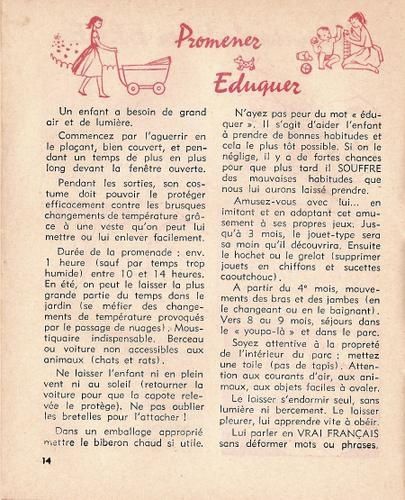 Promener
Eduquer
Un enfant a besoin de grand
air et de lumière.
Commencez par l'aguerrir en
le plaçant, bien couvert, et pen-
dant un temps de plus en plus
long devant la fenêtre ouverte.
Pendant les sorties, son cos-
tume doit pouvoir le protéger
efficacement contre les brusques
changements de température grâ-
ce à une veste qu'on peut lui
mettre ou lui enlever facilement.
Durée de la promenade : env.
1 heure (sauf par temps trop
humide) entre 10 et 14 heures.
En été, on peut le laisser la plus
grande partie du temps dans le
jardin (se méfier des change-
ments de température provoqués
par le passage de nuages). Mous-
tiquaire indispensable. Berceau
ou voiture non accessibles aux
animaux (chats et rats).
Ne laisser l'enfant ni en plein
vent ni au soleil (retourner la
voiture pour que la capote rele-
vée le protège). Ne pas oublier
les bretelles pour l'attacher !
Dans un emballage approprié
mettre le biberon chaud si utile.
14
N'ayez pas peur du mot « édu-
quer ». Il s'agit d'aider l'enfant
à prendre de bonnes habitudes et
cela le plus tôt possible. Si on le
néglige, il y a de fortes chances
pour que plus tard il SOUFFRE
des mauvaises habitudes que
nous lui aurons laissé prendre.
Amusez-vous avec lui... en
imitant et en adaptant cet amu-
sement à ses propres jeux. Jus-
qu'à 3 mois, le jouet-type sera
sa main qu'il découvrira. Ensuite
le hochet ou le grelot (supprimer
jouets en chiffons et sucettes
caoutchouc).
A partir du 4e mois, mouve-
ments des bras et des jambes (en
le changeant ou en le baignant).
Vers 8 ou 9 mois, séjours dans
le « youpa-là » et dans le parc.
Soyez attentive à la propreté
de l'intérieur du parc : mettez
une toile (pas de tapis). Atten-
tion aux courants d'air, aux ani-
maux, aux objets faciles à avaler.
Le laisser s'endormir seul, sans
lumière ni bercement. Le laisser
pleurer, lui apprendre vite à obéir.
Lui parler en VRAI FRANÇAIS
sans déformer mots ou phrases.